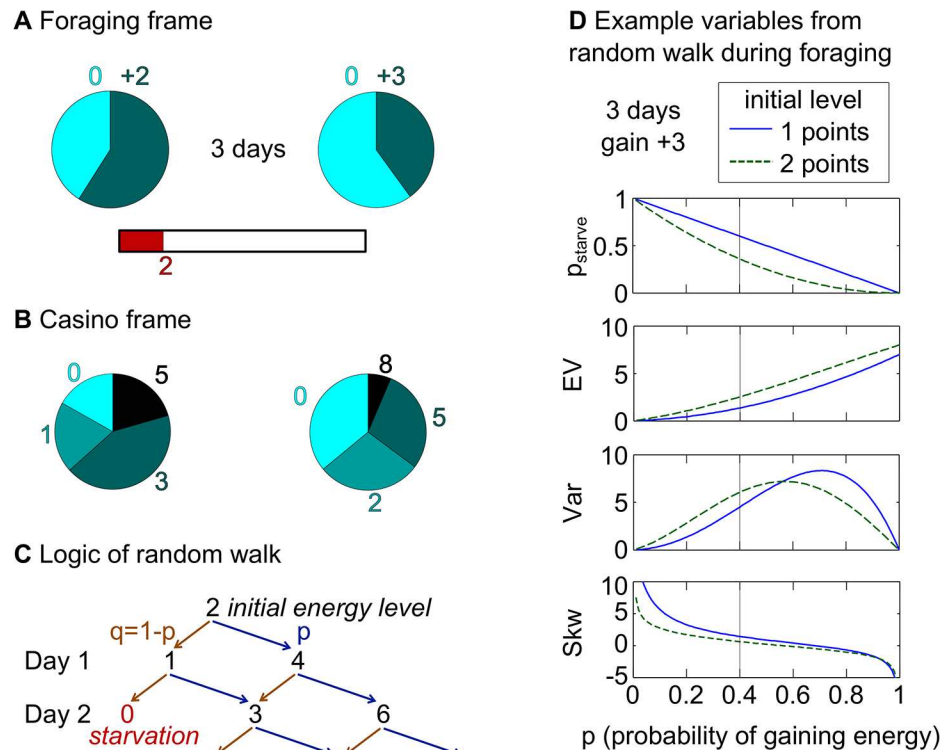 A Foraging frame
0 +2
0 +3
3 days
2
B Casino frame
0 5
1
3
8
0
5
2
C Logic of random walk
2 initial energy level
q=1-p p
Day 1 1 4
Day 2 0 3 6
starvation
D Example variables from
random walk during foraging
3 days
gain +3
initial level
1 points
2 points
1
0.5
0
pstarve
10
5
0
EV
10
5
0
Var
10
5
0
-5
Skw
0 0.2 0.4 0.6 0.8 1
p (probability of gaining energy)